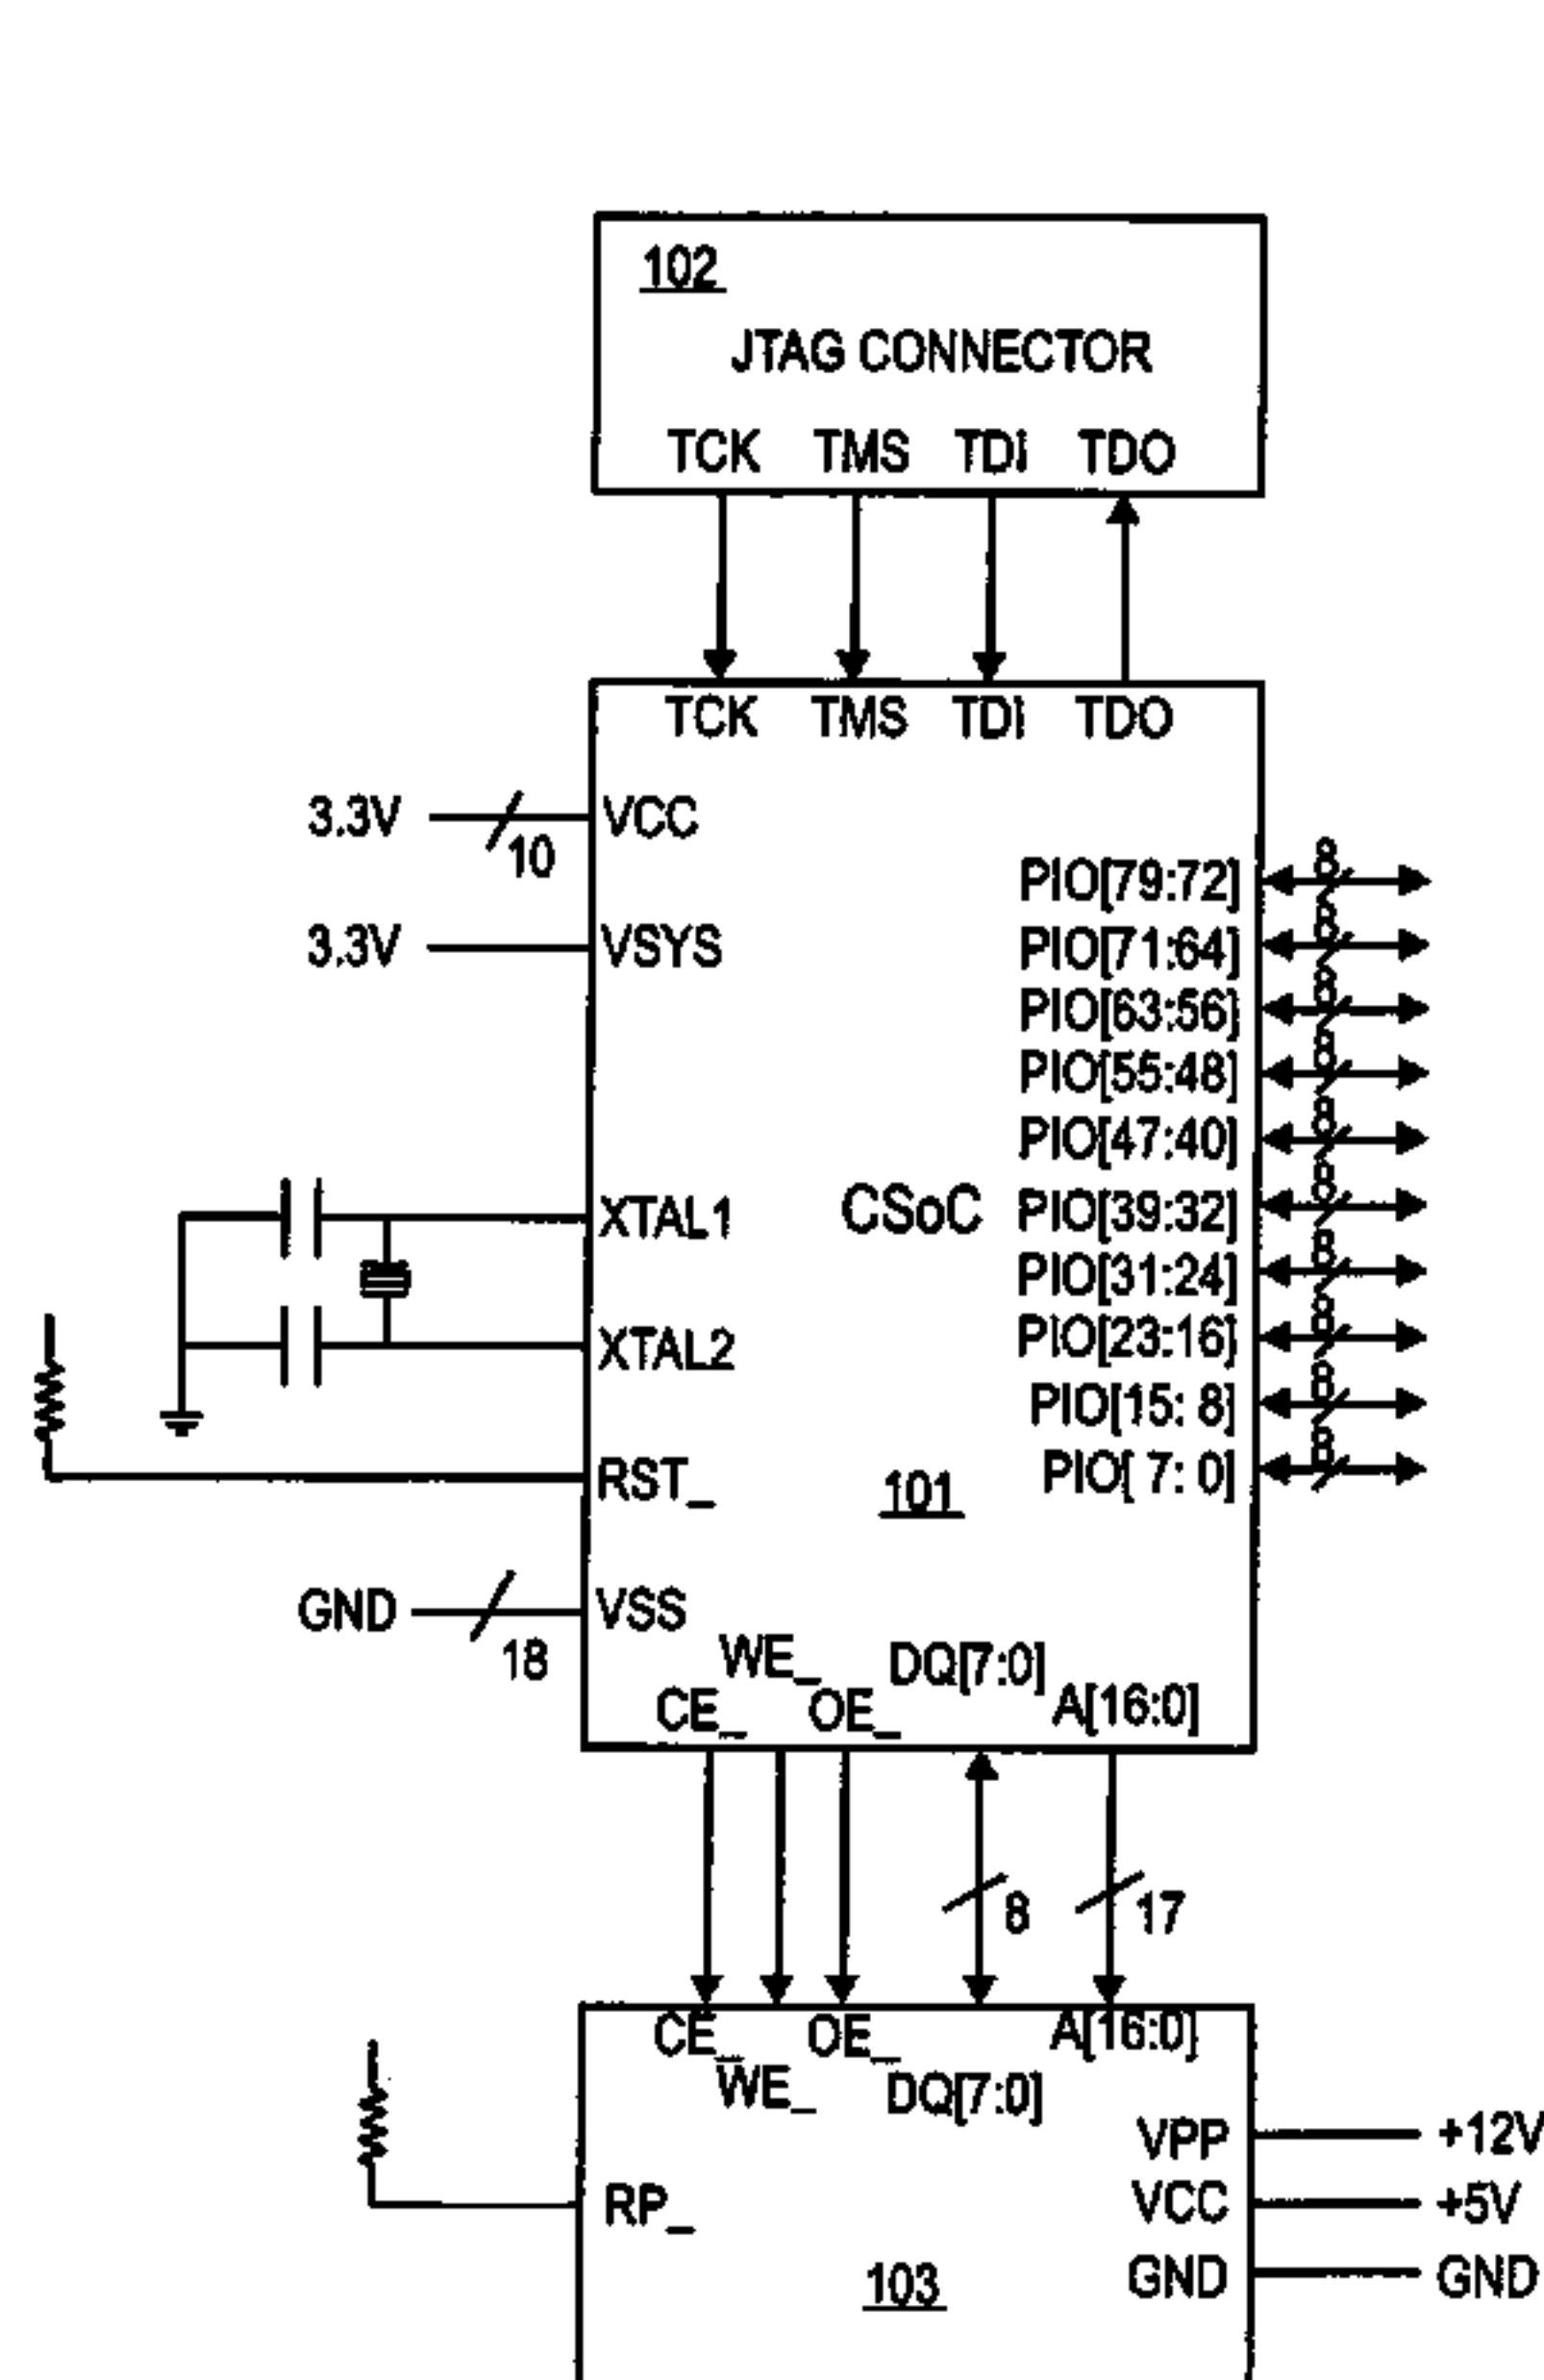 102
JTAG CONNECTOR
TCK TMS TDI TDO
TCK TMS TDI TDO
3.3V 10 VCC
3.3V VSYS
XTAL1
XTAL2
RST_
GND 18 VSS
CSoC
101
PIO[79:72] 8
PIO[71:64] 8
PIO[63:56] 8
PIO[55:48] 8
PIO[47:40] 8
PIO[39:32] 8
PIO[31:24] 8
PIO[23:16] 8
PIO[15: 8] 8
PIO[ 7: 0] 8
WE_ DQ[7:0]
CE_ OE_ A[16:0]
8 17
CE_ OE_ A[16:0]
WE_ DQ[7:0]
VPP +12V
RP_ VCC +5V
GND GND
103